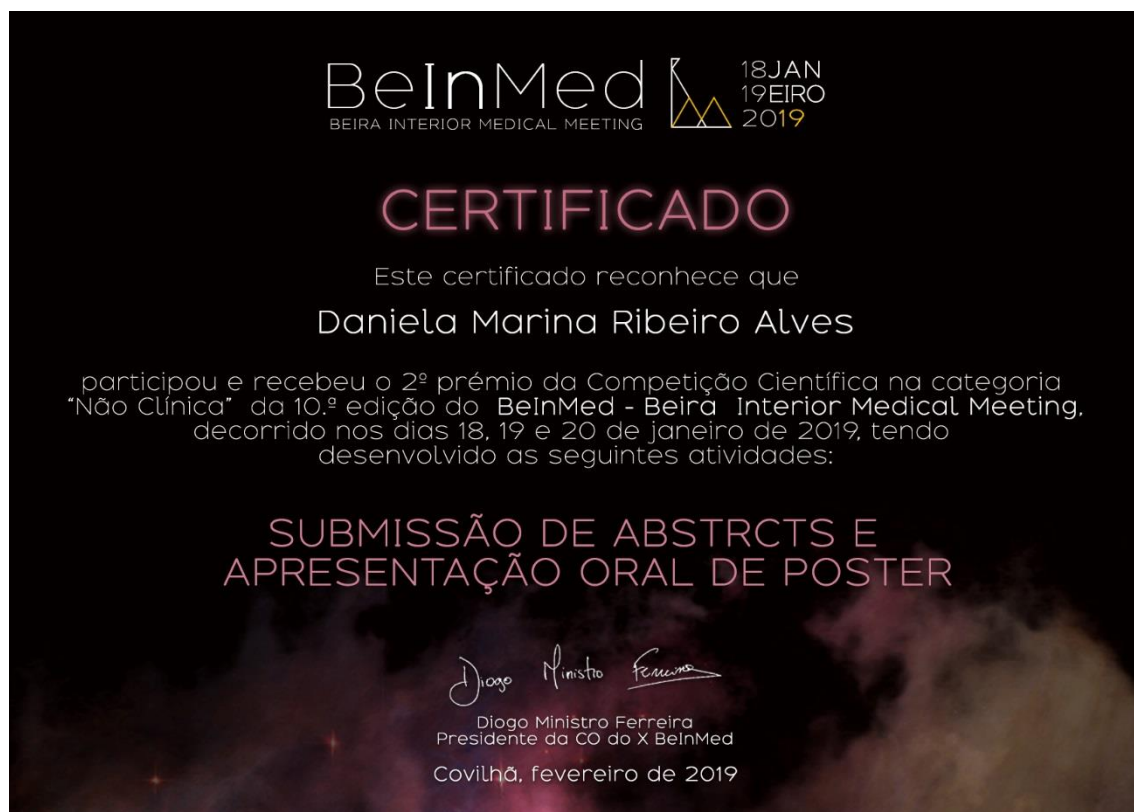 BeInMed
BEIRA INTERIOR MEDICAL MEETING
18JAN
19EIRO
2019
CERTIFICADO
Este certificado reconhece que
Daniela Marina Ribeiro Alves
participou e recebeu o 2º prémio da Competição Científica na categoria
“Não Clínica” da 10.ª edição do BeInMed - Beira Interior Medical Meeting,
decorrido nos dias 18, 19 e 20 de janeiro de 2019, tendo
desenvolvido as seguintes atividades:
SUBMISSÃO DE ABSTRCTS E
APRESENTAÇÃO ORAL DE POSTER
Diogo Ministro Ferreira
Diogo Ministro Ferreira
Presidente da CO do X BeInMed
Covilhã, fevereiro de 2019